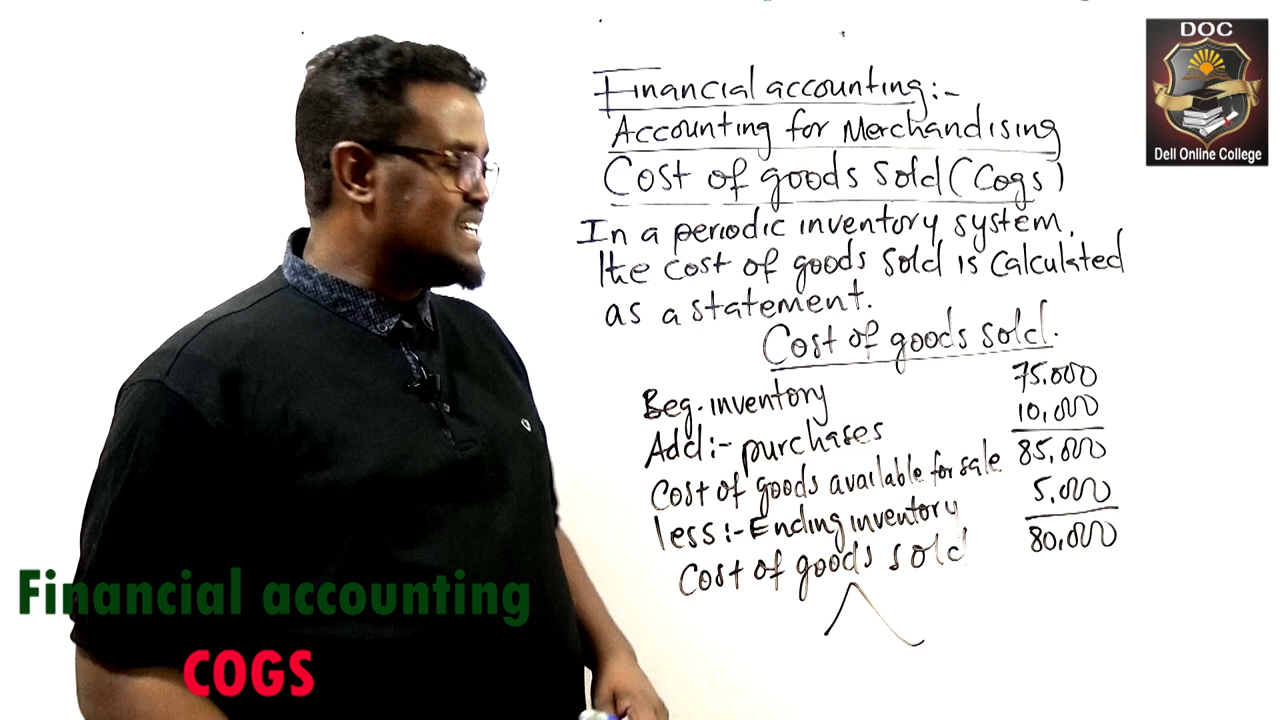 DOC
Dell Online College
Financial accounting:-
Accounting for Merchandising
Cost of goods Sold (Cogs)
In a periodic inventory system,
the cost of goods sold is calculated
as a statement.
Cost of goods sold.
Beg. inventory 75,000
Add:- purchases 10,000
Cost of goods available for sale 85,000
less:- Ending inventory 5,000
Cost of goods sold 80,000
Financial accounting
COGS